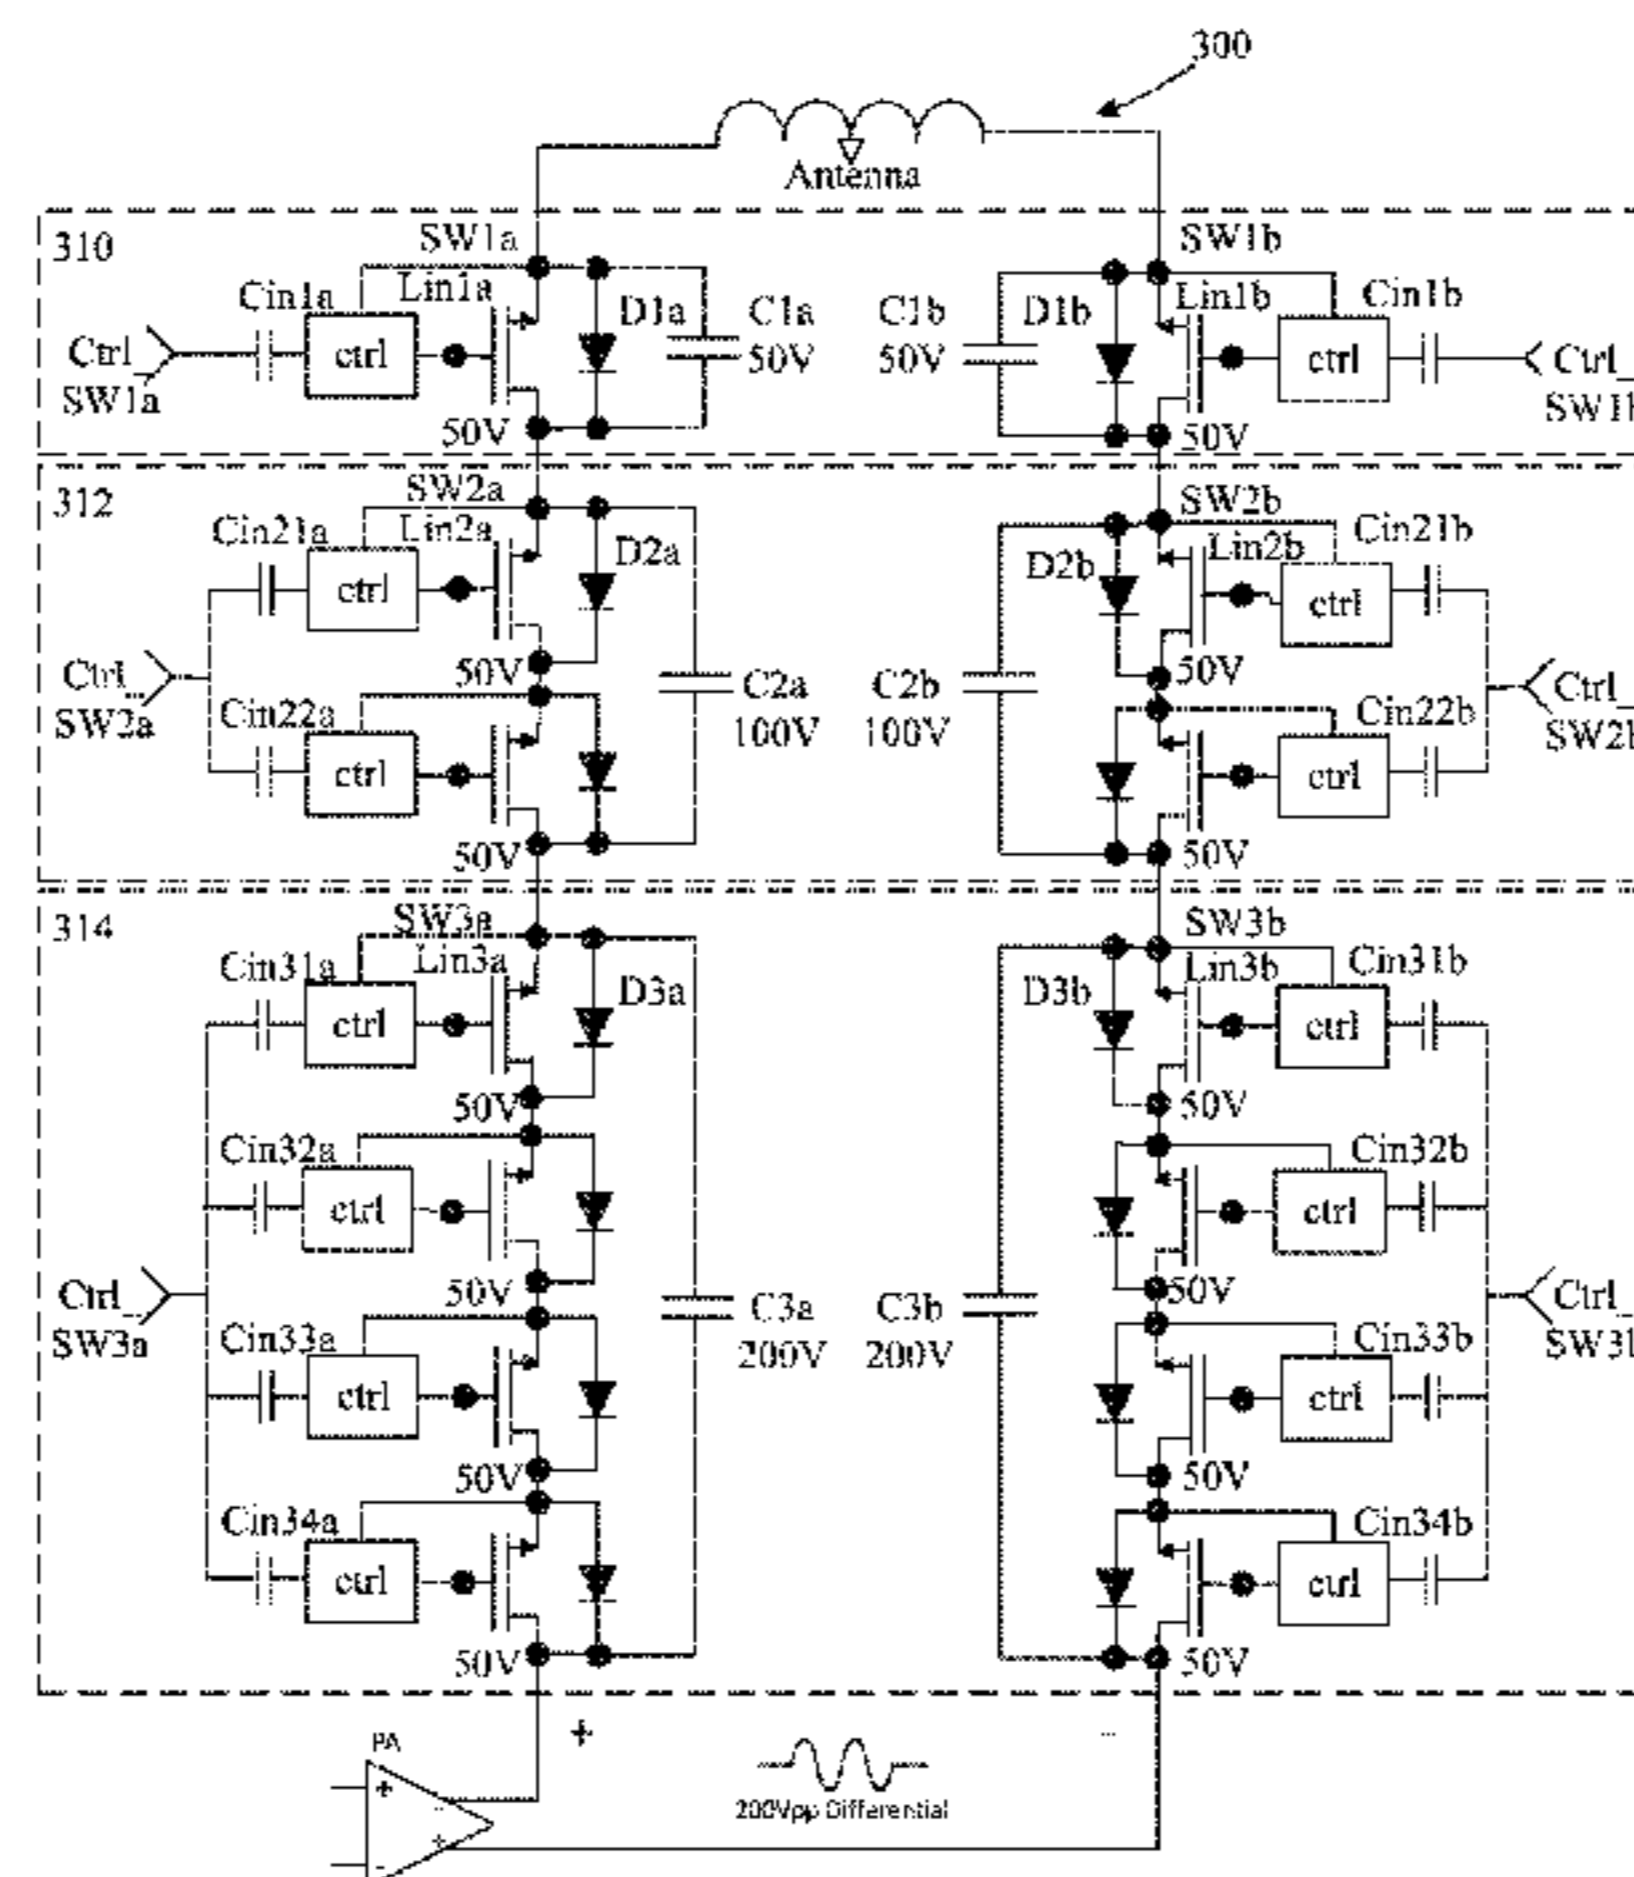 300
Antenna
310
SW1a
SW1b
Cin1a
Lin1a
D1a
C1a
C1b
D1b
Lin1b
Cin1b
Ctrl_
SW1a
ctrl
50V
50V
ctrl
Ctrl_
50V
50V
312
SW2a
SW2b
Cin21a
Lin2a
D2a
D2b
Lin2b
Cin21b
ctrl
ctrl
Ctrl_
SW2a
50V
C2a
100V
C2b
100V
50V
Ctrl_
Cin22a
Cin22b
ctrl
ctrl
50V
50V
314
SW3a
SW3b
Cin31a
Lin3a
D3a
D3b
Lin3b
Cin31b
ctrl
ctrl
50V
50V
Cin32a
Cin32b
ctrl
ctrl
Ctrl_
SW3a
50V
C3a
200V
C3b
200V
50V
Ctrl_
Cin33a
Cin33b
ctrl
ctrl
50V
50V
Cin34a
Cin34b
ctrl
ctrl
50V
50V
+
-
PA
+
-
+
-
200Vpp Differential